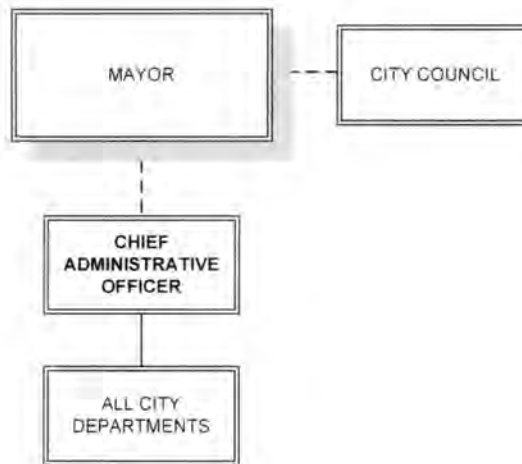 MAYOR
CITY COUNCIL
CHIEF
ADMINISTRATIVE
OFFICER
ALL CITY
DEPARTMENTS